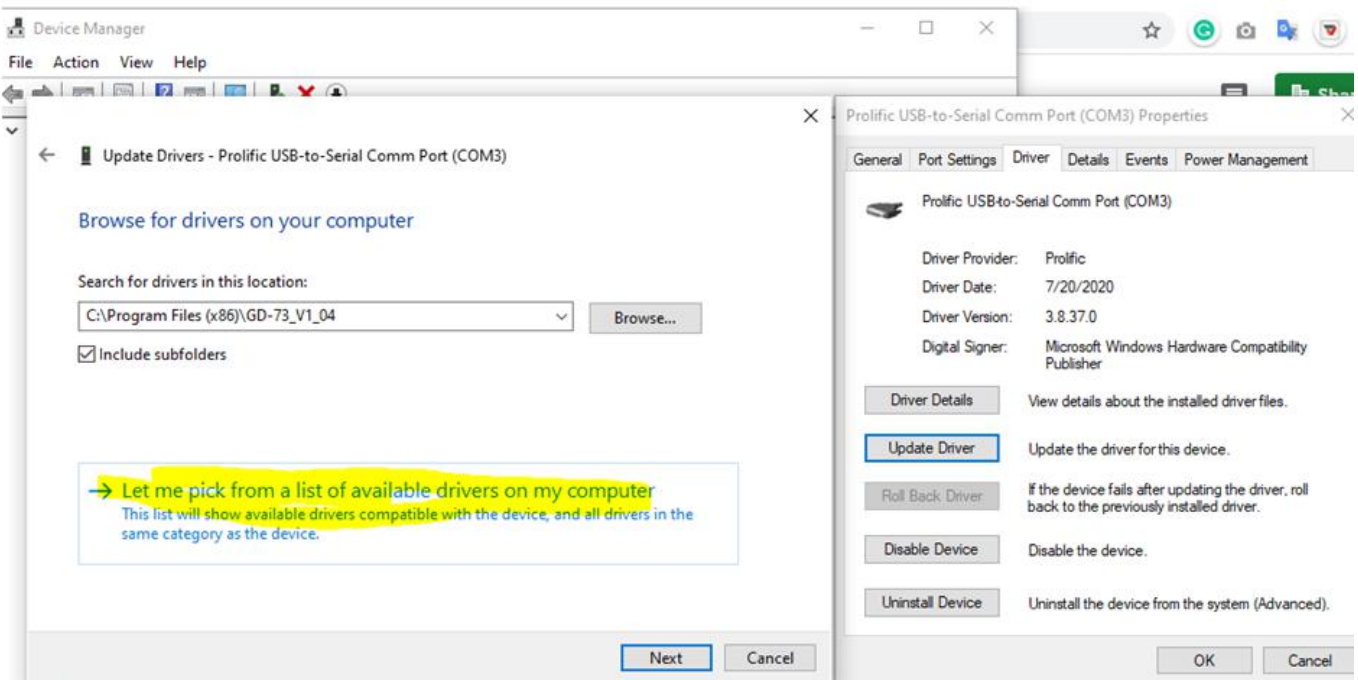 Device Manager
File Action View Help
Update Drivers - Prolific USB-to-Serial Comm Port (COM3)
Browse for drivers on your computer
Search for drivers in this location:
C:\Program Files (x86)\GD-73_V1_04
Browse...
Include subfolders
Let me pick from a list of available drivers on my computer
This list will show available drivers compatible with the device, and all drivers in the
same category as the device.
Next Cancel
Prolific USB-to-Serial Comm Port (COM3) Properties
General Port Settings Driver Details Events Power Management
Prolific USB-to-Serial Comm Port (COM3)
Driver Provider: Prolific
Driver Date: 7/20/2020
Driver Version: 3.8.37.0
Digital Signer: Microsoft Windows Hardware Compatibility
Publisher
Driver Details View details about the installed driver files.
Update Driver Update the driver for this device.
Roll Back Driver If the device fails after updating the driver, roll
back to the previously installed driver.
Disable Device Disable the device.
Uninstall Device Uninstall the device from the system (Advanced).
OK Cancel